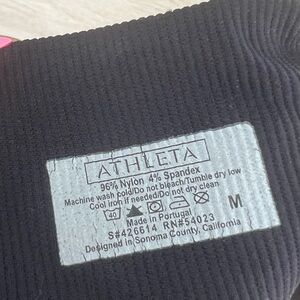 ATHLETA
96% Nylon 4% Spandex
Machine wash cold/Do not bleach/Tumble dry low
Cool iron if needed/Do not dry clean
40
Made in Portugal
M
S#426614 RN#54023
Designed in Sonoma County, California